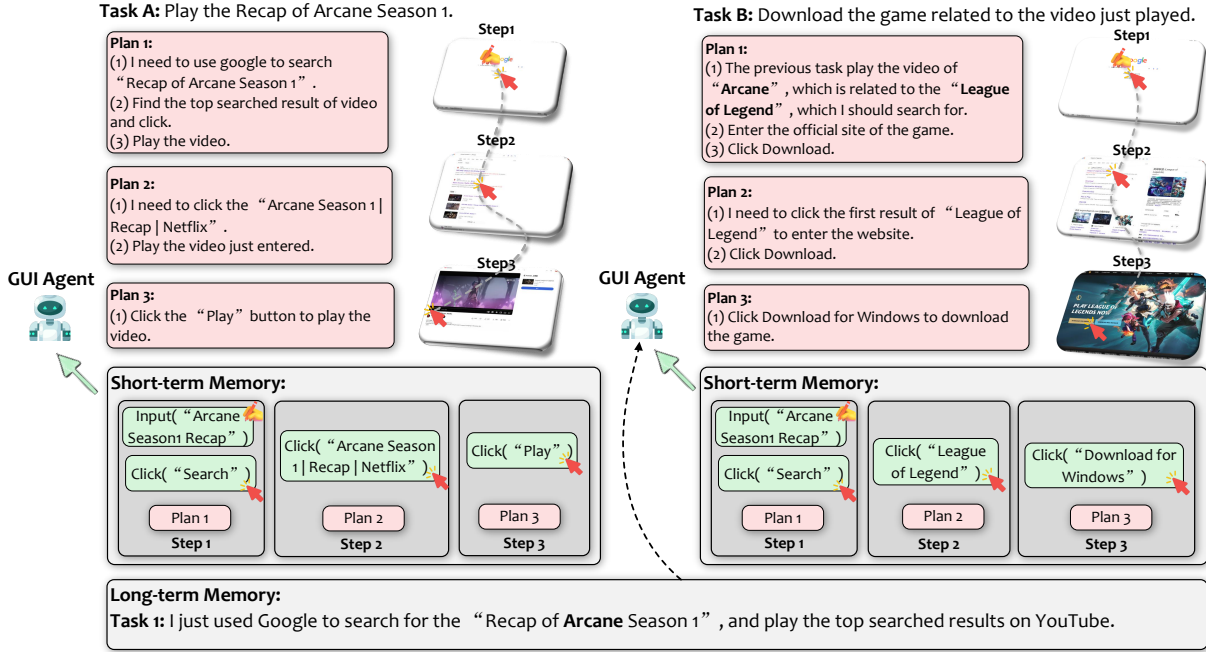 Task A: Play the Recap of Arcane Season 1.
Plan 1:
(1) I need to use google to search
“Recap of Arcane Season 1”.
(2) Find the top searched result of video
and click.
(3) Play the video.
Step1
Plan 2:
(1) I need to click the “Arcane Season 1|
Recap | Netflix”.
(2) Play the video just entered.
Step2
Plan 3:
(1) Click the “Play” button to play the
video.
Step3
GUI Agent
Short-term Memory:
Input(“Arcane
Season1 Recap”)
Click(“Search”)
Plan 1
Step 1
Click(“Arcane Season
1| Recap | Netflix”)
Plan 2
Step 2
Click(“Play”)
Plan 3
Step 3
Task B: Download the game related to the video just played.
Plan 1:
(1) The previous task play the video of
“Arcane”, which is related to the “League
of Legend”, which I should search for.
(2) Enter the official site of the game.
(3) Click Download.
Step1
Plan 2:
(1) I need to click the first result of “League of
Legend” to enter the website.
(2) Click Download.
Step2
Plan 3:
(1) Click Download for Windows to download
the game.
Step3
PLAY LEAGUE OF
LEGENDS NOW
GUI Agent
Short-term Memory:
Input(“Arcane
Season1 Recap”)
Click(“Search”)
Plan 1
Step 1
Click(“League
of Legend”)
Plan 2
Step 2
Click(“Download for
Windows”)
Plan 3
Step 3
Long-term Memory:
Task 1: I just used Google to search for the “Recap of Arcane Season 1”, and play the top searched results on YouTube.